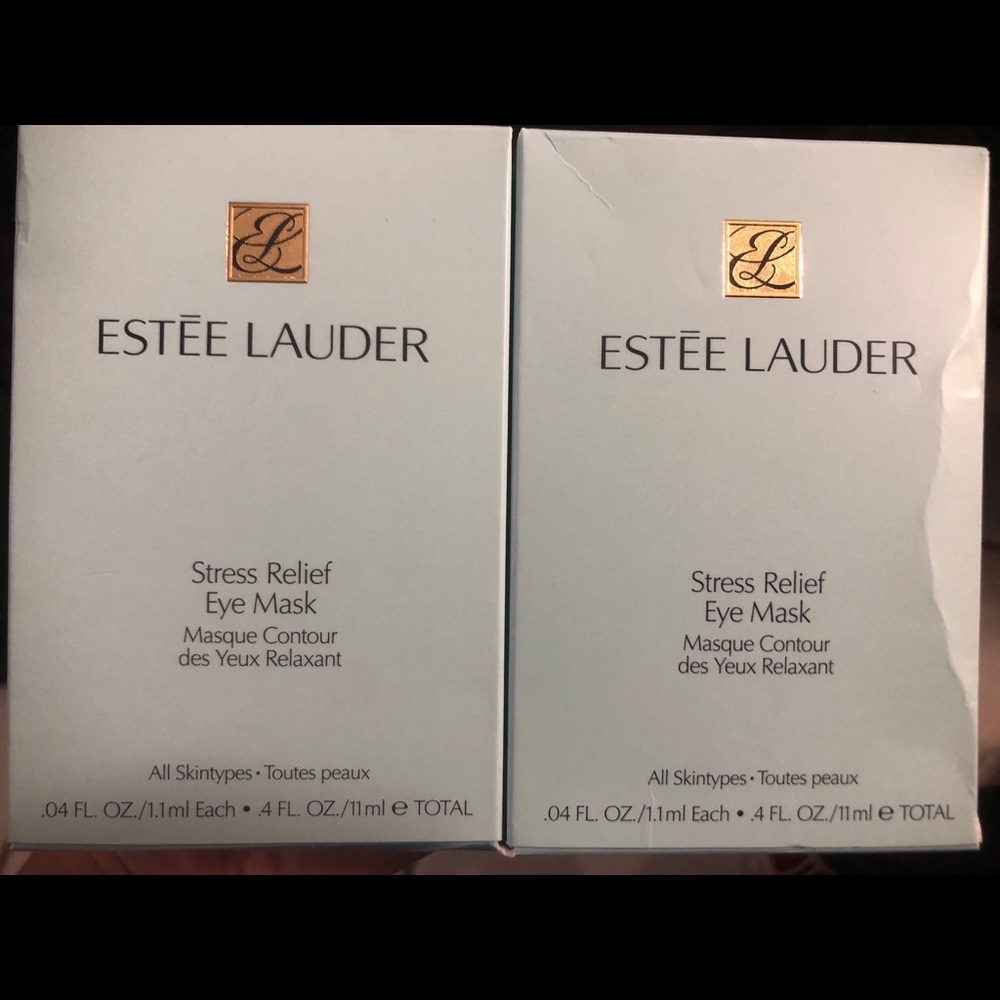 EL
ESTĒE LAUDER
Stress Relief
Eye Mask
Masque Contour
des Yeux Relaxant
All Skintypes • Toutes peaux
.04 FL. OZ./1.1ml Each • .4 FL. OZ./11ml e TOTAL
EL
ESTĒE LAUDER
Stress Relief
Eye Mask
Masque Contour
des Yeux Relaxant
All Skintypes • Toutes peaux
.04 FL. OZ./1.1ml Each • .4 FL. OZ./11ml e TOTAL